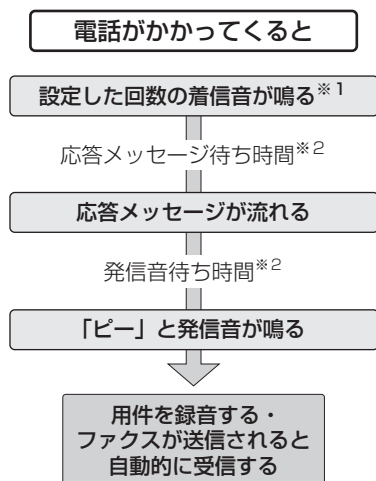 電話がかかってくると
設定した回数の着信音が鳴る※1
応答メッセージ待ち時間※2
応答メッセージが流れる
発信音待ち時間※2
「ピー」と発信音が鳴る
用件を録音する・
ファクスが送信されると
自動的に受信する